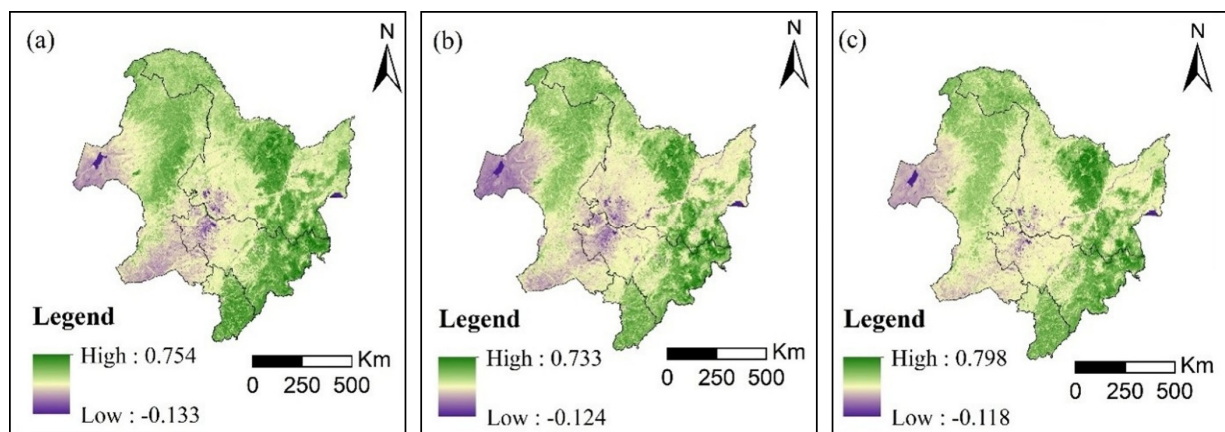 (a)
N
Legend
High : 0.754
Low : -0.133
Km
0 250 500
(b)
N
Legend
High : 0.733
Low : -0.124
Km
0 250 500
(c)
N
Legend
High : 0.798
Low : -0.118
Km
0 250 500